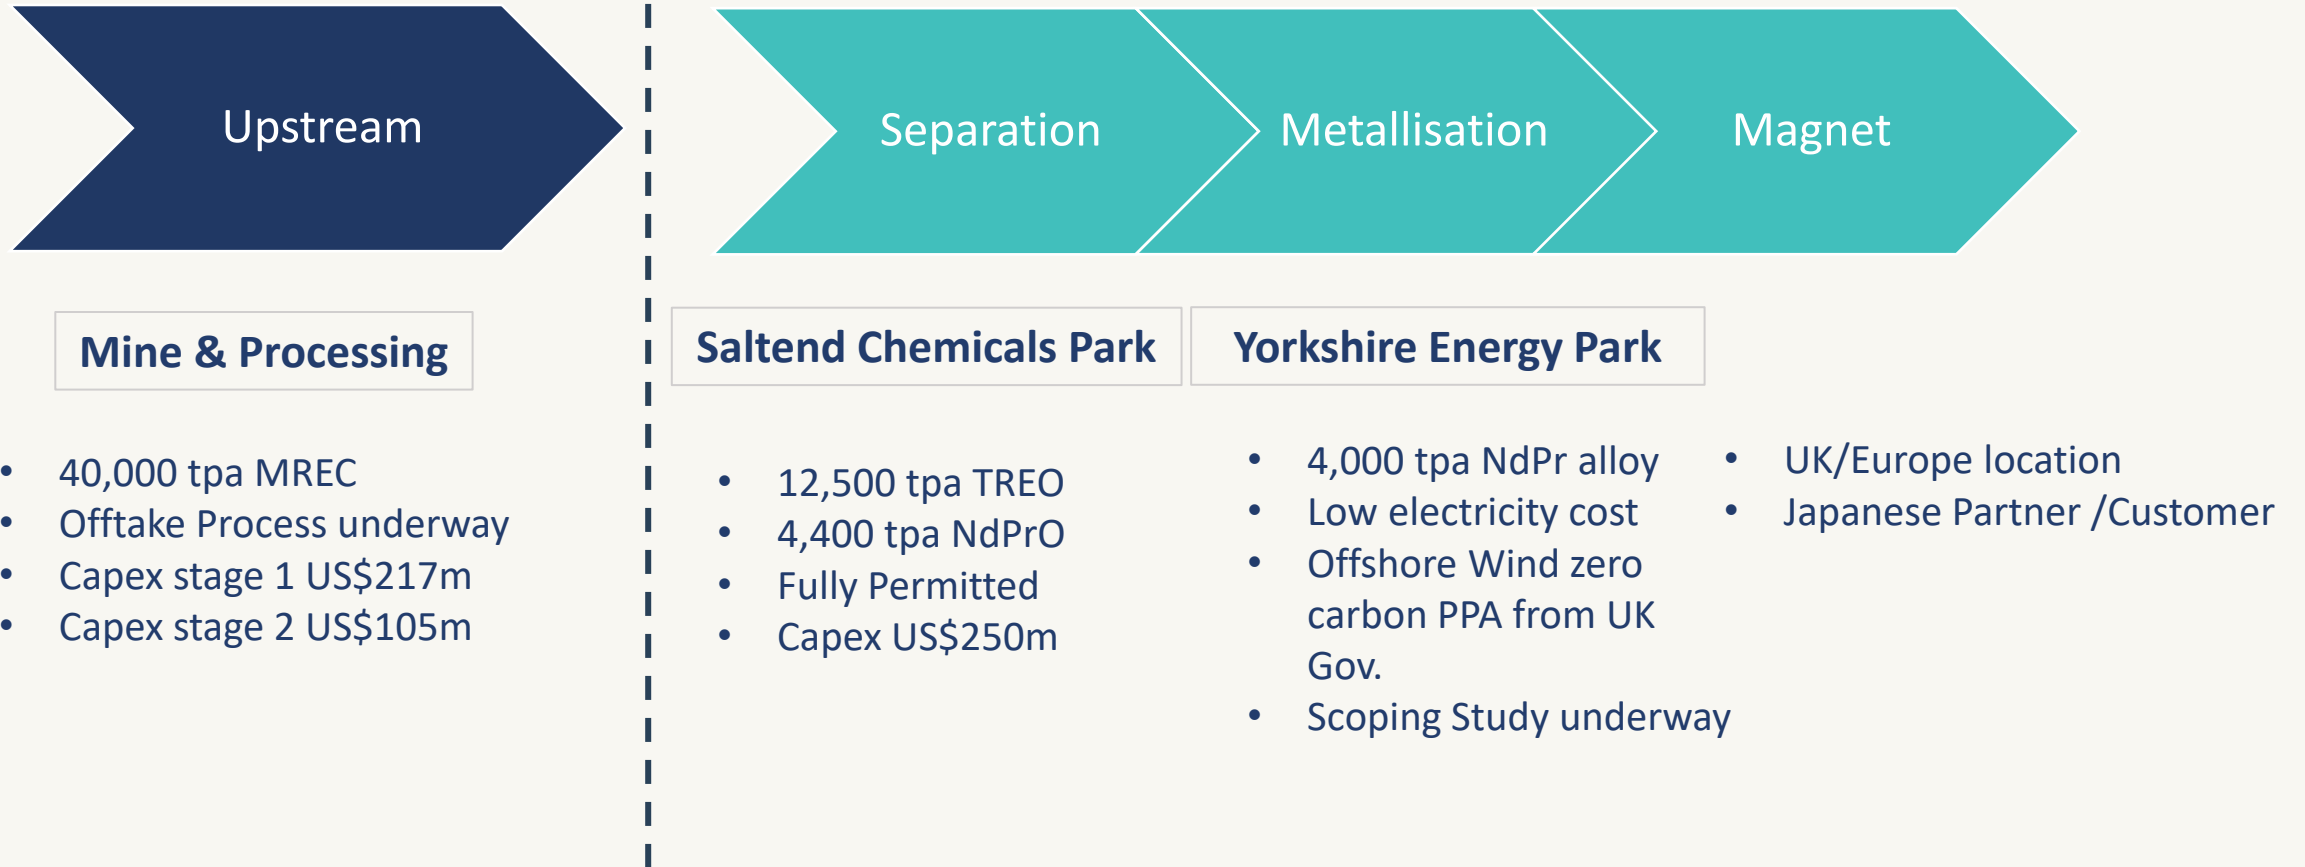 Upstream
Separation
Metallisation
Magnet
Mine & Processing
• 40,000 tpa MREC
• Offtake Process underway
• Capex stage 1 US$217m
• Capex stage 2 US$105m
Saltend Chemicals Park
• 12,500 tpa TREO
• 4,400 tpa NdPrO
• Fully Permitted
• Capex US$250m
Yorkshire Energy Park
• 4,000 tpa NdPr alloy
• Low electricity cost
• Offshore Wind zero
carbon PPA from UK
Gov.
• Scoping Study underway
• UK/Europe location
• Japanese Partner /Customer